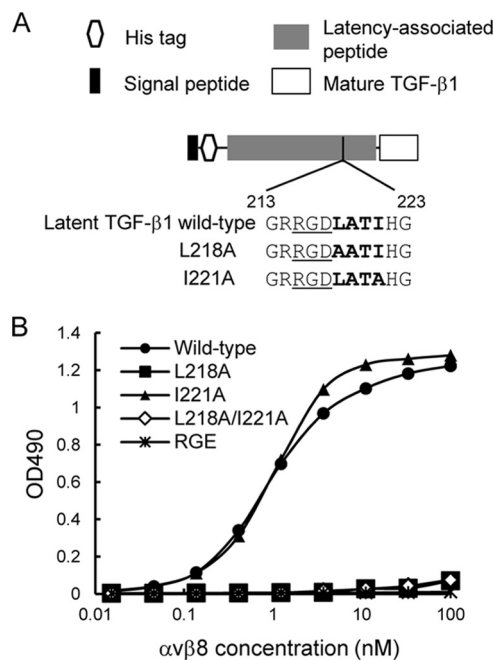 A
His tag
Latency-associated
peptide
Signal peptide
Mature TGF-β1
213 223
Latent TGF-β1 wild-type GRRGDLATIHG
L218A GRRGDAATIHG
I221A GRRGDLATAHG
B
1.4
1.2
1
0.8
0.6
0.4
0.2
0
OD490
Wild-type
L218A
I221A
L218A/I221A
RGE
0.01 0.1 1 10 100
αvβ8 concentration (nM)